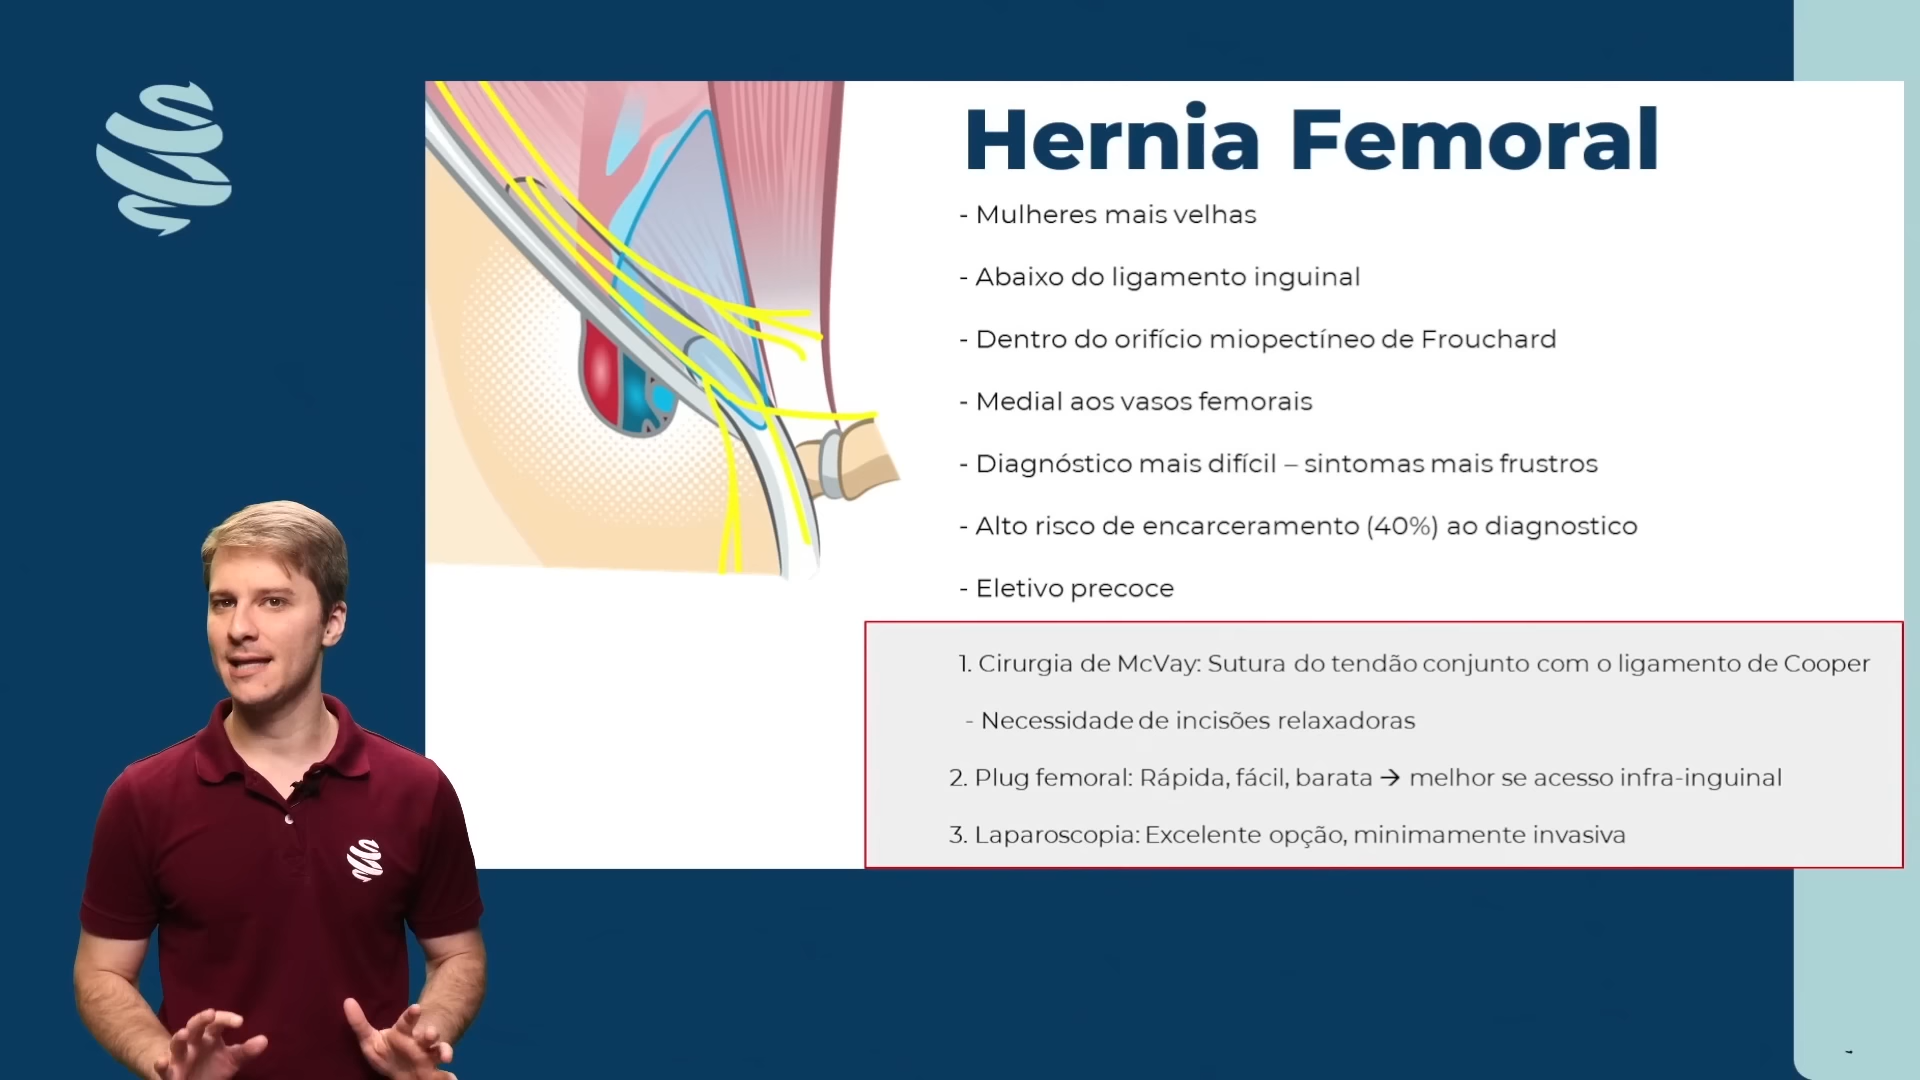 Hernia Femoral
- Mulheres mais velhas
- Abaixo do ligamento inguinal
- Dentro do orifício miopectíneo de Frouchard
- Medial aos vasos femorais
- Diagnóstico mais difícil – sintomas mais frustros
- Alto risco de encarceramento (40%) ao diagnostico
- Eletivo precoce
1. Cirurgia de McVay: Sutura do tendão conjunto com o ligamento de Cooper
- Necessidade de incisões relaxadoras
2. Plug femoral: Rápida, fácil, barata → melhor se acesso infra-inguinal
3. Laparoscopia: Excelente opção, minimamente invasiva